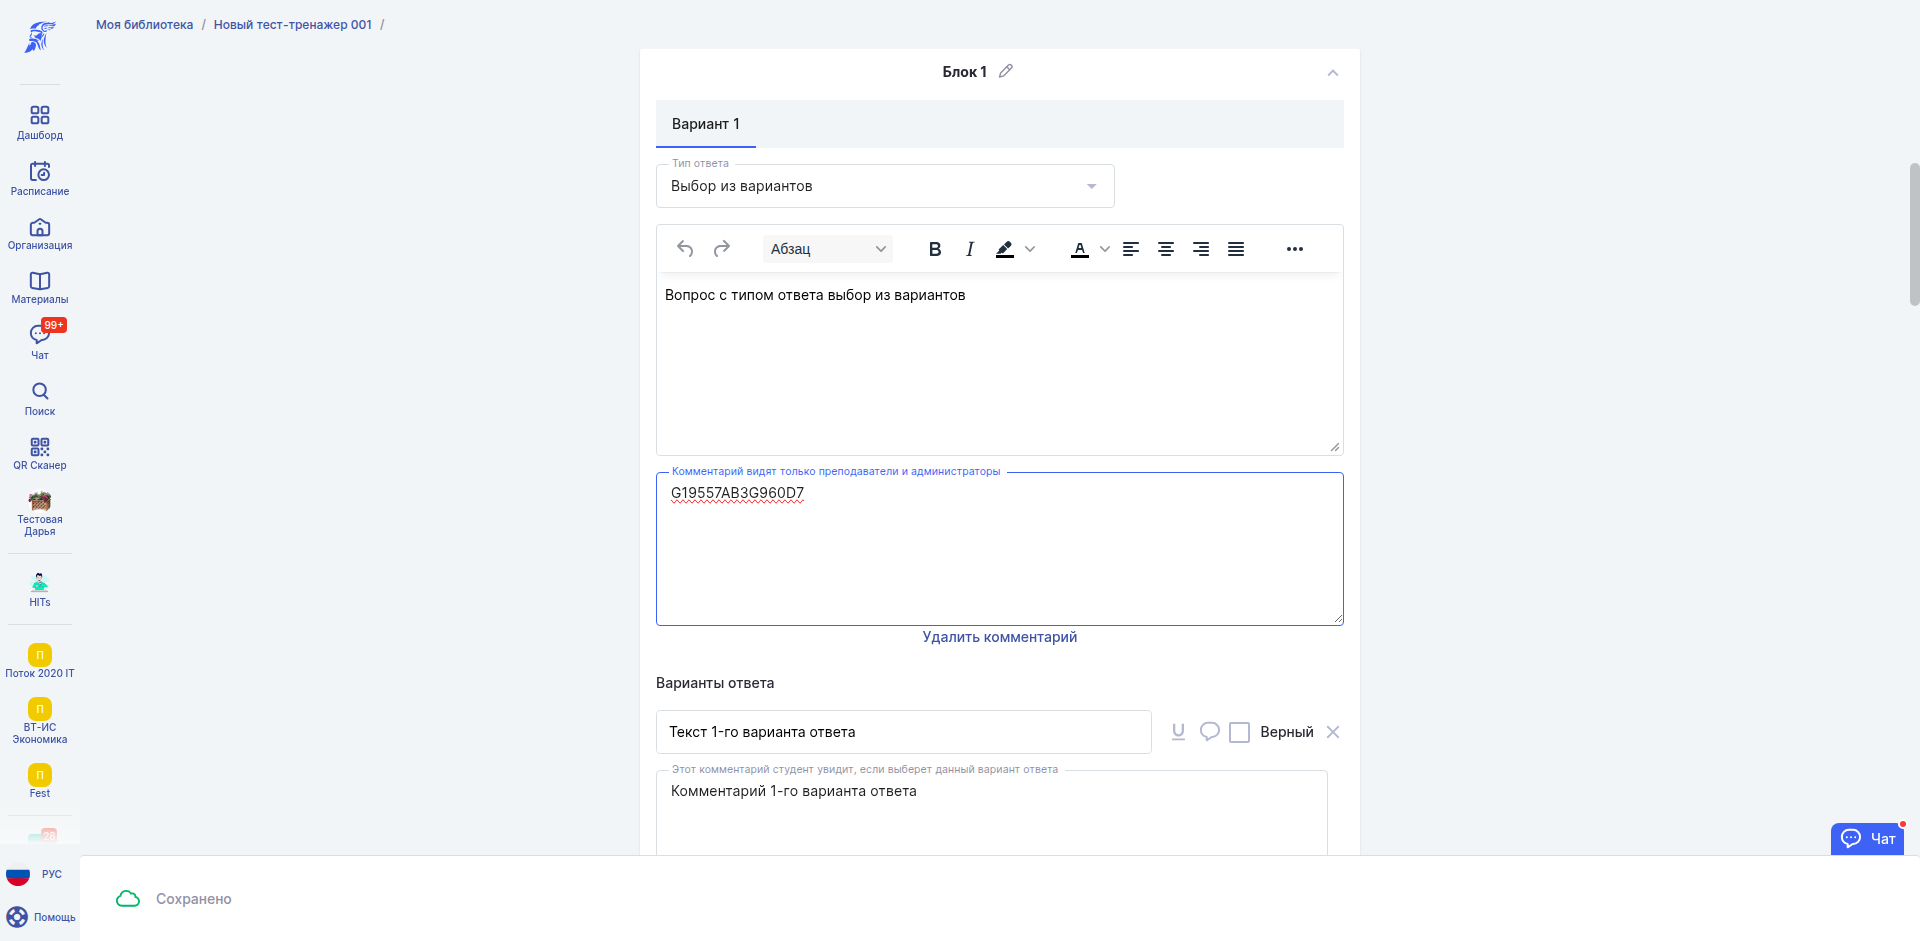 Моя библиотека / Новый тест-тренажер 001 /
Дашборд
Расписание
Организация
Материалы
99+
Чат
Поиск
QR Сканер
Тестовая
Дарья
HITs
П
Поток 2020 IT
П
ВТ-ИС
Экономика
П
Fest
28
РУС
Помощь
Блок 1
Вариант 1
Тип ответа
Выбор из вариантов
Абзац
Вопрос с типом ответа выбор из вариантов
Комментарий видят только преподаватели и администраторы
G19557AB3G960D7
Удалить комментарий
Варианты ответа
Текст 1-го варианта ответа
Верный
Этот комментарий студент увидит, если выберет данный вариант ответа
Комментарий 1-го варианта ответа
Чат
Сохранено